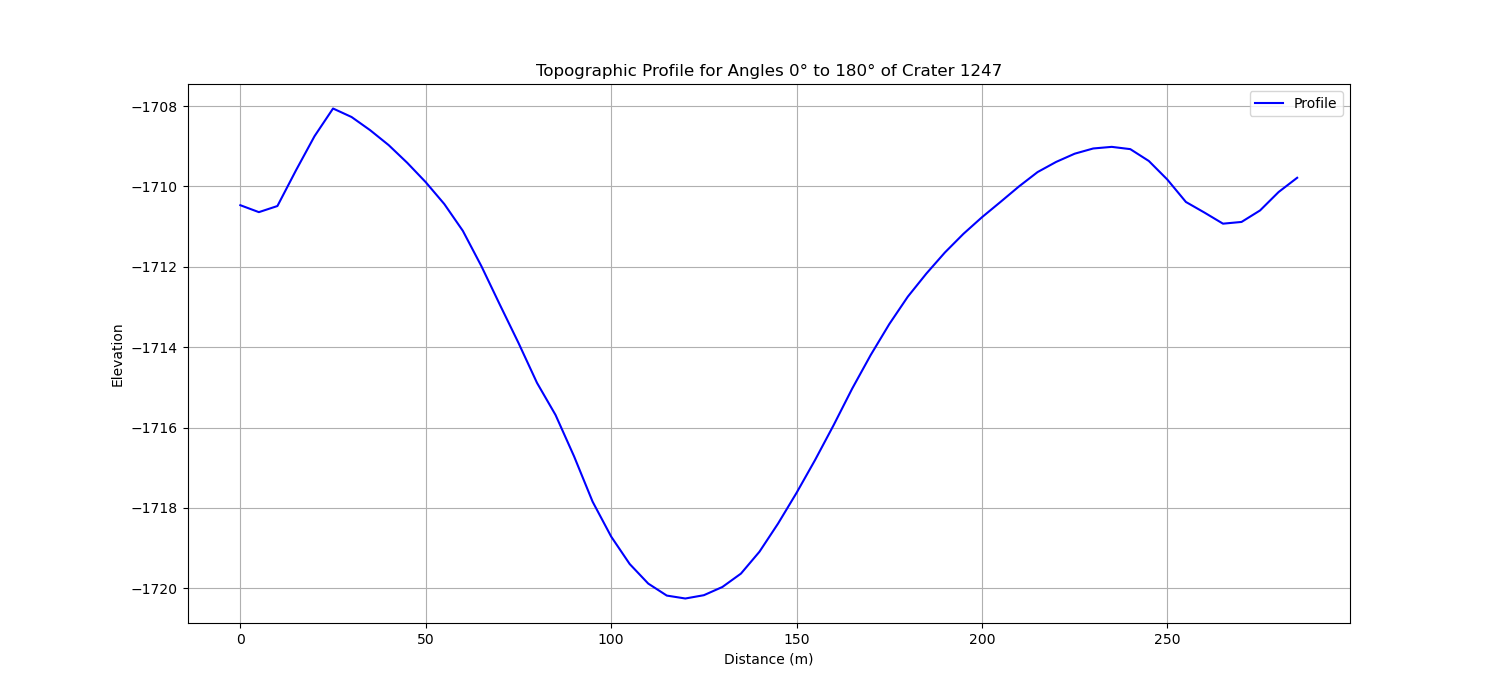 Topographic Profile for Angles 0° to 180° of Crater 1247
Profile
−1708
−1710
−1712
−1714
−1716
−1718
−1720
Elevation
0 50 100 150 200 250
Distance (m)